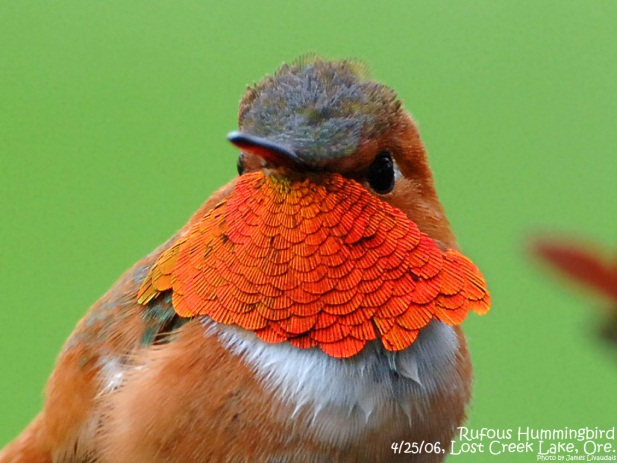 Rufous Hummingbird
4/25/06, Lost Creek Lake, Ore.
Photo by James Livaudais